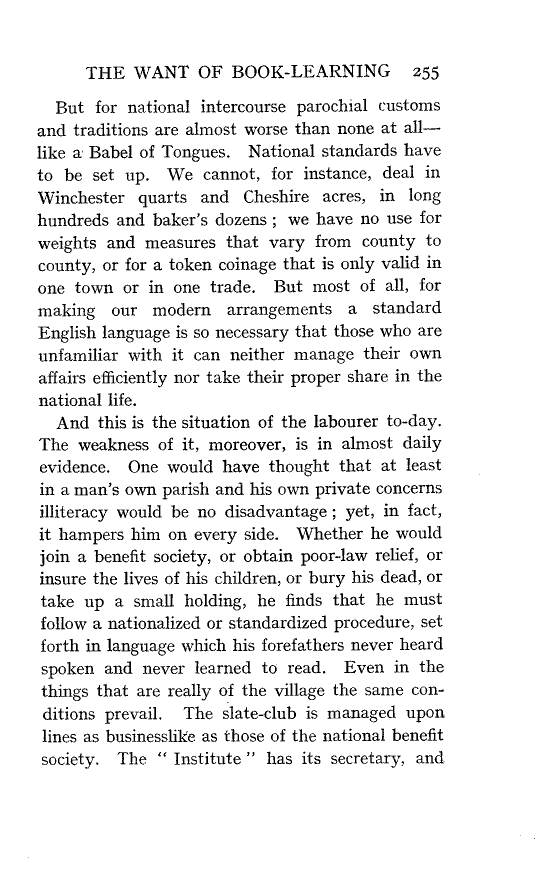 THE WANT OF BOOK-LEARNING 255
But for national intercourse parochial customs
and traditions are almost worse than none at all—
like a Babel of Tongues. National standards have
to be set up. We cannot, for instance, deal in
Winchester quarts and Cheshire acres, in long
hundreds and baker's dozens ; we have no use for
weights and measures that vary from county to
county, or for a token coinage that is only valid in
one town or in one trade. But most of all, for
making our modern arrangements a standard
English language is so necessary that those who are
unfamiliar with it can neither manage their own
affairs efficiently nor take their proper share in the
national life.
And this is the situation of the labourer to-day.
The weakness of it, moreover, is in almost daily
evidence. One would have thought that at least
in a man's own parish and his own private concerns
illiteracy would be no disadvantage ; yet, in fact,
it hampers him on every side. Whether he would
join a benefit society, or obtain poor-law relief, or
insure the lives of his children, or bury his dead, or
take up a small holding, he finds that he must
follow a nationalized or standardized procedure, set
forth in language which his forefathers never heard
spoken and never learned to read. Even in the
things that are really of the village the same con-
ditions prevail. The slate-club is managed upon
lines as businesslike as those of the national benefit
society. The " Institute " has its secretary, and